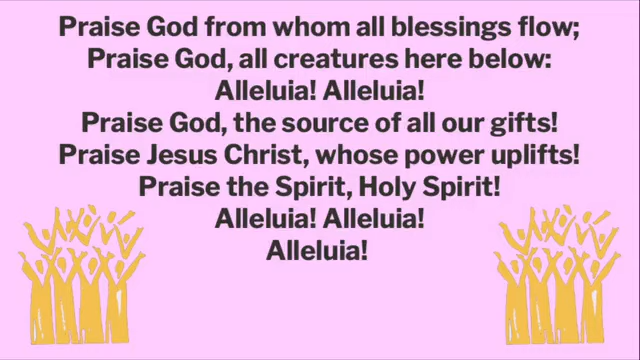 Praise God from whom all blessings flow;
Praise God, all creatures here below:
Alleluia! Alleluia!
Praise God, the source of all our gifts!
Praise Jesus Christ, whose power uplifts!
Praise the Spirit, Holy Spirit!
Alleluia! Alleluia!
Alleluia!